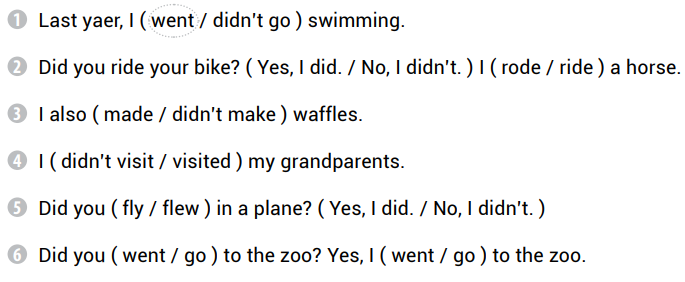 1 Last yaer, I ( went / didn't go ) swimming.
2 Did you ride your bike? ( Yes, I did. / No, I didn't. ) I ( rode / ride ) a horse.
3 I also ( made / didn't make ) waffles.
4 I ( didn't visit / visited ) my grandparents.
5 Did you ( fly / flew ) in a plane? ( Yes, I did. / No, I didn't. )
6 Did you ( went / go ) to the zoo? Yes, I ( went / go ) to the zoo.